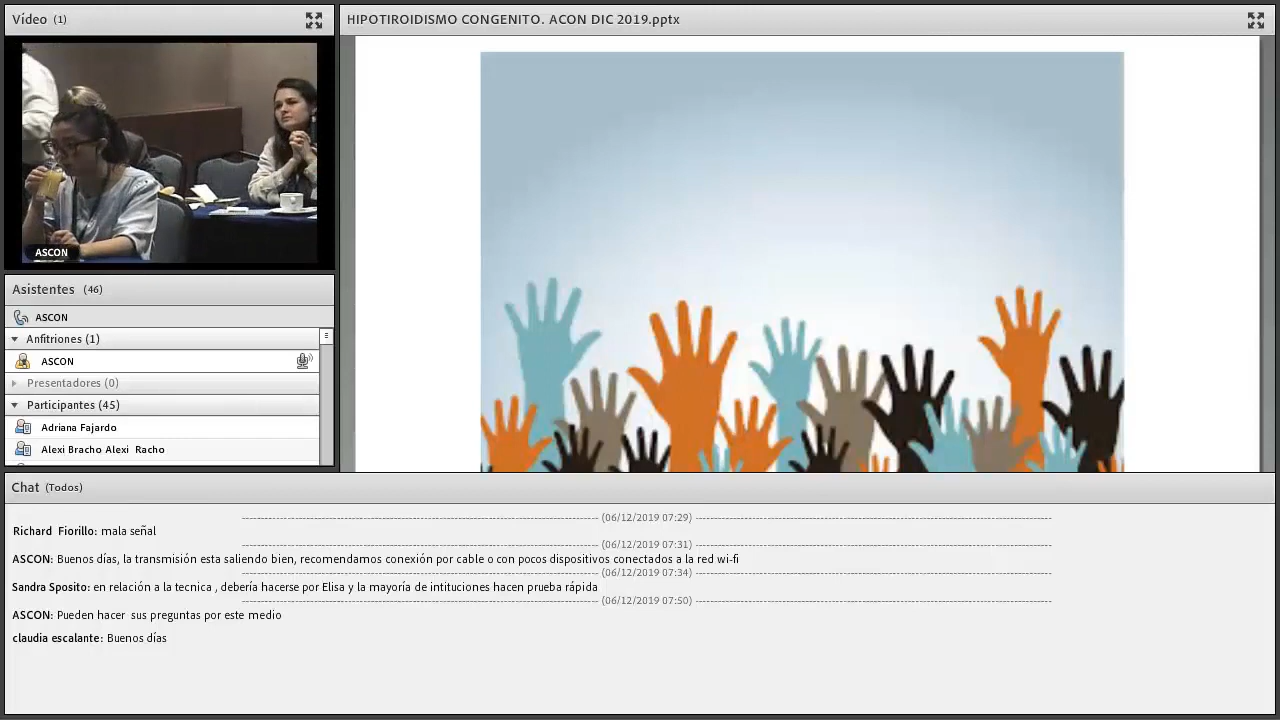 Vídeo (1)
HIPOTIROIDISMO CONGENITO. ACON DIC 2019.pptx
ASCON
Asistentes (46)
ASCON
Anfitriones (1)
ASCON
Presentadores (0)
Participantes (45)
Adriana Fajardo
Alexi Bracho Alexi Racho
Chat (Todos)
(06/12/2019 07:29)
Richard Fiorillo: mala señal
(06/12/2019 07:31)
ASCON: Buenos días, la transmisión esta saliendo bien, recomendamos conexión por cable o con pocos dispositivos conectados a la red wi-fi
(06/12/2019 07:34)
Sandra Sposito: en relación a la tecnica , debería hacerse por Elisa y la mayoría de intituciones hacen prueba rápida
(06/12/2019 07:50)
ASCON: Pueden hacer sus preguntas por este medio
claudia escalante: Buenos días